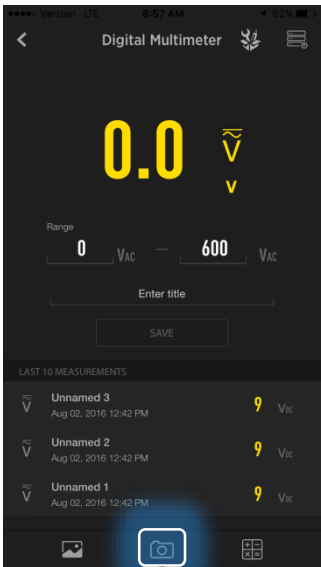 Verizon LTE 8:57 AM 62%
Digital Multimeter
0.0 V
V
Range
0 VAC — 600 VAC
Enter title
SAVE
LAST 10 MEASUREMENTS
V Unnamed 3 9 VDC
Aug 02, 2016 12:42 PM
V Unnamed 2 9 VDC
Aug 02, 2016 12:42 PM
V Unnamed 1 9 VDC
Aug 02, 2016 12:42 PM